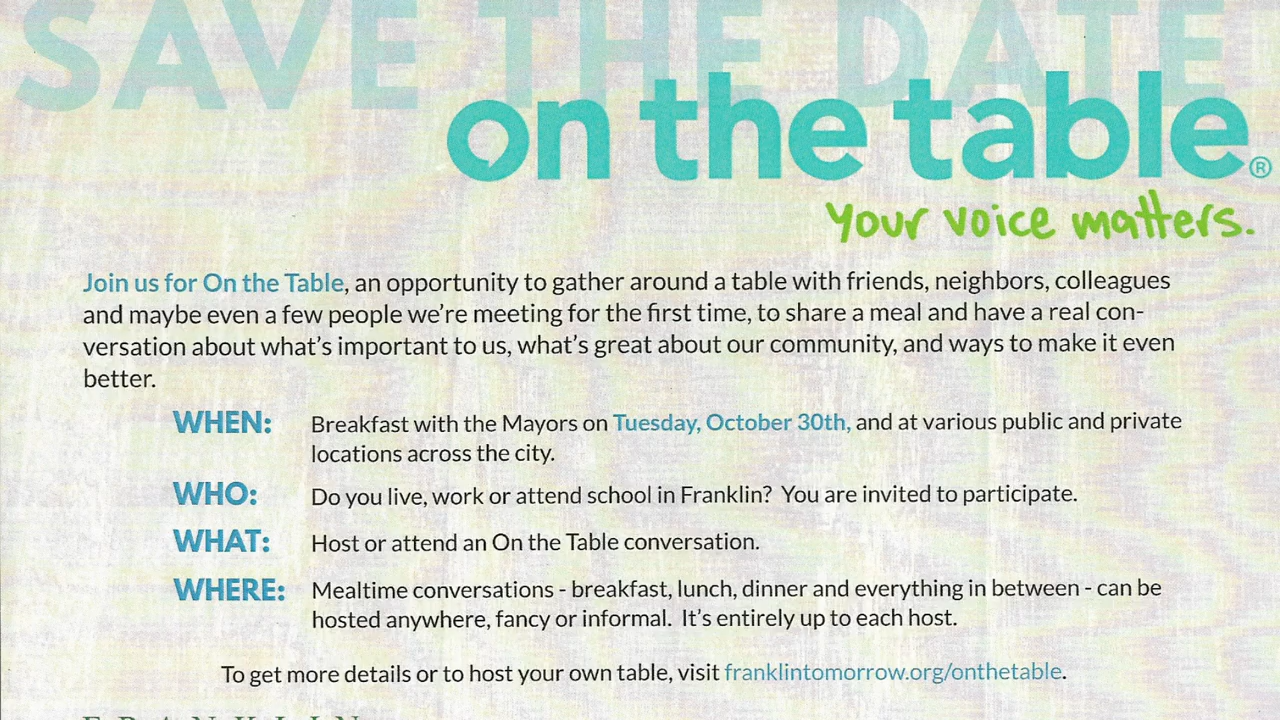 SAVE THE DATE
on the table®
Your voice matters.
Join us for On the Table, an opportunity to gather around a table with friends, neighbors, colleagues
and maybe even a few people we're meeting for the first time, to share a meal and have a real con-
versation about what's important to us, what's great about our community, and ways to make it even
better.
WHEN: Breakfast with the Mayors on Tuesday, October 30th, and at various public and private
locations across the city.
WHO: Do you live, work or attend school in Franklin? You are invited to participate.
WHAT: Host or attend an On the Table conversation.
WHERE: Mealtime conversations - breakfast, lunch, dinner and everything in between - can be
hosted anywhere, fancy or informal. It's entirely up to each host.
To get more details or to host your own table, visit franklintomorrow.org/onthetable.
FRANKLIN